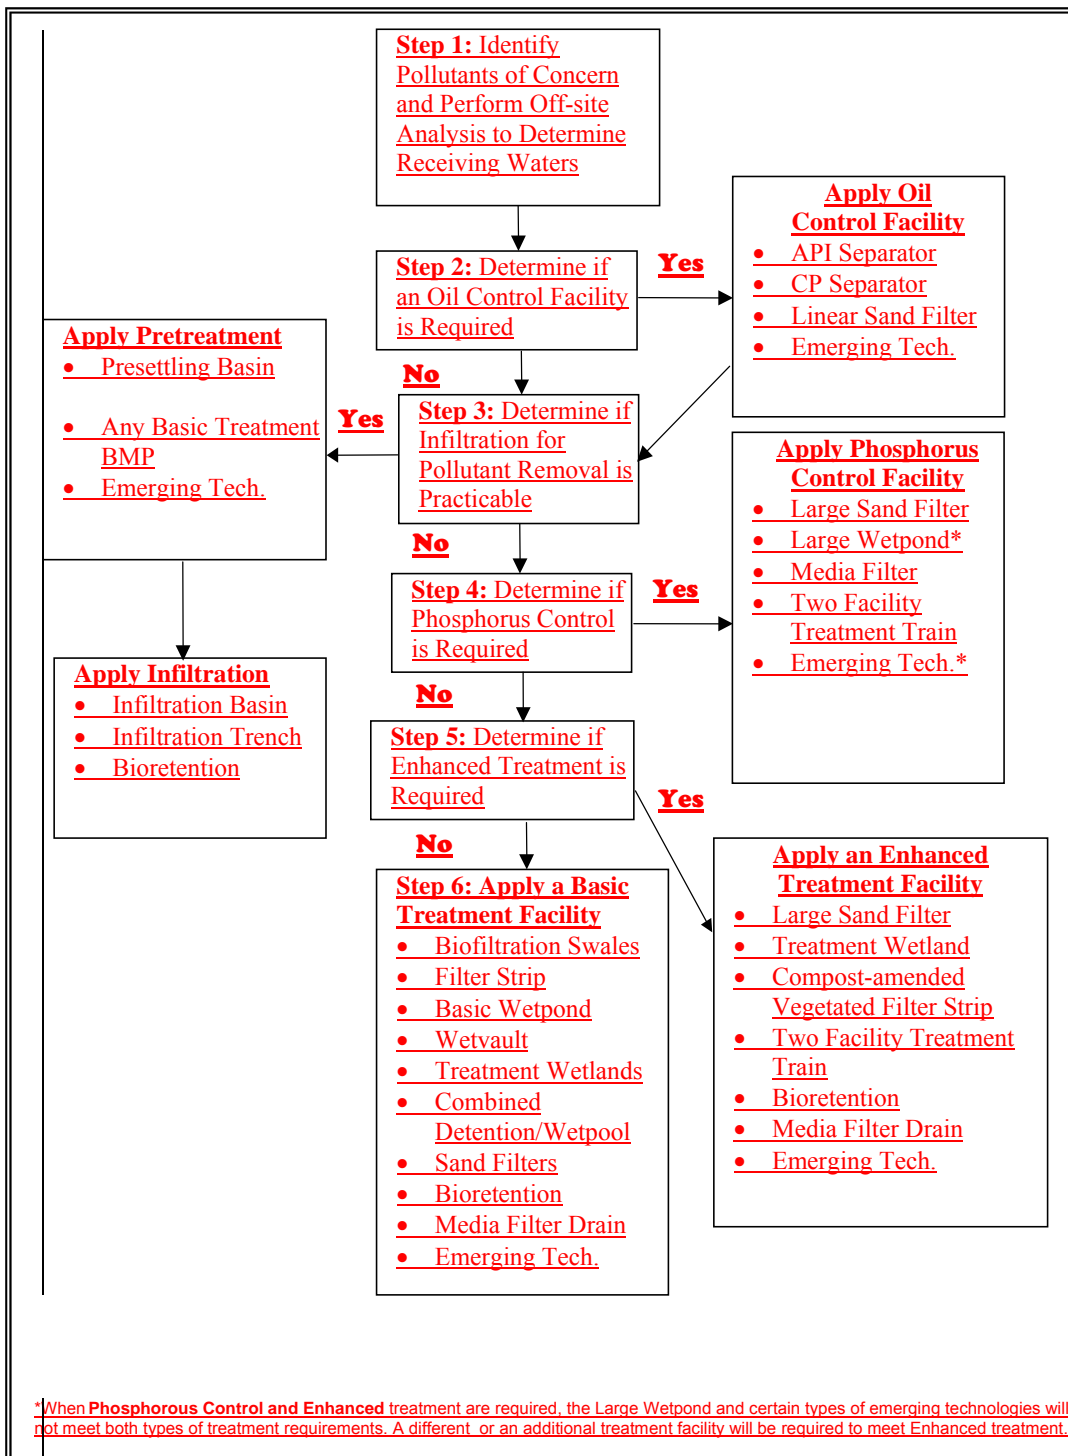 Step 1: Identify
Pollutants of Concern
and Perform Off-site
Analysis to Determine
Receiving Waters
Step 2: Determine if
an Oil Control Facility
is Required
Yes
Apply Oil
Control Facility
• API Separator
• CP Separator
• Linear Sand Filter
• Emerging Tech.
No
Step 3: Determine if
Infiltration for
Pollutant Removal is
Practicable
Yes
Apply Pretreatment
• Presettling Basin
• Any Basic Treatment
BMP
• Emerging Tech.
Apply Infiltration
• Infiltration Basin
• Infiltration Trench
• Bioretention
No
Step 4: Determine if
Phosphorus Control
is Required
Yes
Apply Phosphorus
Control Facility
• Large Sand Filter
• Large Wetpond*
• Media Filter
• Two Facility
Treatment Train
• Emerging Tech.*
No
Step 5: Determine if
Enhanced Treatment is
Required
Yes
Apply an Enhanced
Treatment Facility
• Large Sand Filter
• Treatment Wetland
• Compost-amended
Vegetated Filter Strip
• Two Facility Treatment
Train
• Bioretention
• Media Filter Drain
• Emerging Tech.
No
Step 6: Apply a Basic
Treatment Facility
• Biofiltration Swales
• Filter Strip
• Basic Wetpond
• Wetvault
• Treatment Wetlands
• Combined
Detention/Wetpool
• Sand Filters
• Bioretention
• Media Filter Drain
• Emerging Tech.
*When Phosphorous Control and Enhanced treatment are required, the Large Wetpond and certain types of emerging technologies will
not meet both types of treatment requirements. A different or an additional treatment facility will be required to meet Enhanced treatment.